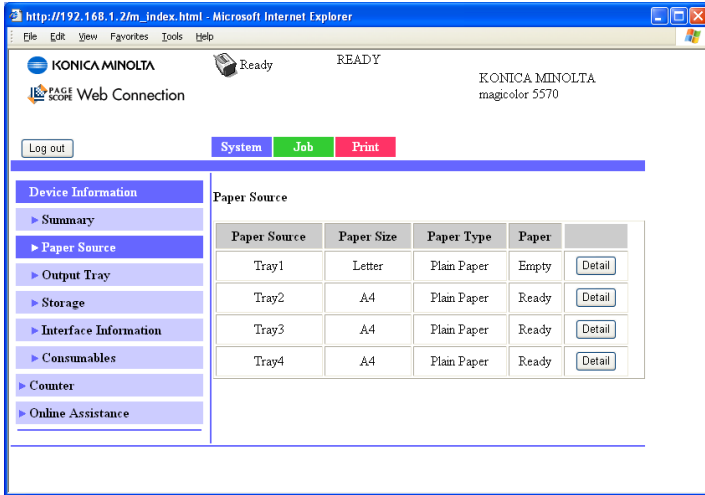 http://192.168.1.2/m_index.html - Microsoft Internet Explorer
File Edit View Favorites Tools Help
KONICA MINOLTA
Ready
READY
KONICA MINOLTA
magicolor 5570
PAGE SCOPE Web Connection
Log out
System Job Print
Device Information
Summary
Paper Source
Output Tray
Storage
Interface Information
Consumables
Counter
Online Assistance
Paper Source
Paper Source Paper Size Paper Type Paper
Tray1 Letter Plain Paper Empty Detail
Tray2 A4 Plain Paper Ready Detail
Tray3 A4 Plain Paper Ready Detail
Tray4 A4 Plain Paper Ready Detail